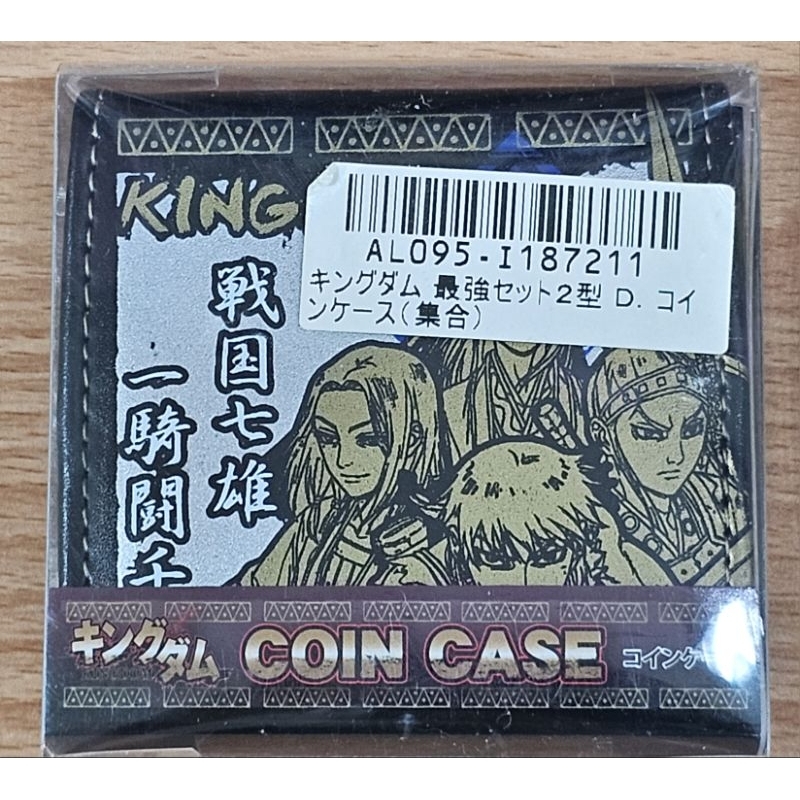 KING
AL095-I187211
キングダム 最強セット2型 D. コイ
ンケース(集合)
戦国七雄
一騎闘千
キングダム
COIN CASE
コインケ